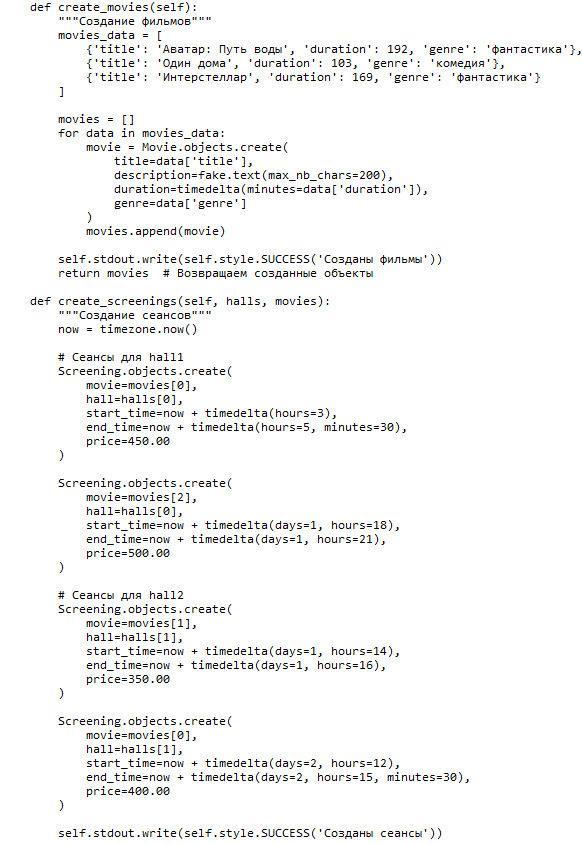 def create_movies(self):
    """Создание фильмов"""
    movies_data = [
        {'title': 'Аватар: Путь воды', 'duration': 192, 'genre': 'фантастика'},
        {'title': 'Один дома', 'duration': 103, 'genre': 'комедия'},
        {'title': 'Интерстеллар', 'duration': 169, 'genre': 'фантастика'}
    ]

    movies = []
    for data in movies_data:
        movie = Movie.objects.create(
            title=data['title'],
            description=fake.text(max_nb_chars=200),
            duration=timedelta(minutes=data['duration']),
            genre=data['genre']
        )
        movies.append(movie)

    self.stdout.write(self.style.SUCCESS('Созданы фильмы'))
    return movies  # Возвращаем созданные объекты

def create_screenings(self, halls, movies):
    """Создание сеансов"""
    now = timezone.now()

    # Сеансы для hall1
    Screening.objects.create(
        movie=movies[0],
        hall=halls[0],
        start_time=now + timedelta(hours=3),
        end_time=now + timedelta(hours=5, minutes=30),
        price=450.00
    )

    Screening.objects.create(
        movie=movies[2],
        hall=halls[0],
        start_time=now + timedelta(days=1, hours=18),
        end_time=now + timedelta(days=1, hours=21),
        price=500.00
    )

    # Сеансы для hall2
    Screening.objects.create(
        movie=movies[1],
        hall=halls[1],
        start_time=now + timedelta(days=1, hours=14),
        end_time=now + timedelta(days=1, hours=16),
        price=350.00
    )

    Screening.objects.create(
        movie=movies[0],
        hall=halls[1],
        start_time=now + timedelta(days=2, hours=12),
        end_time=now + timedelta(days=2, hours=15, minutes=30),
        price=400.00
    )

    self.stdout.write(self.style.SUCCESS('Созданы сеансы'))